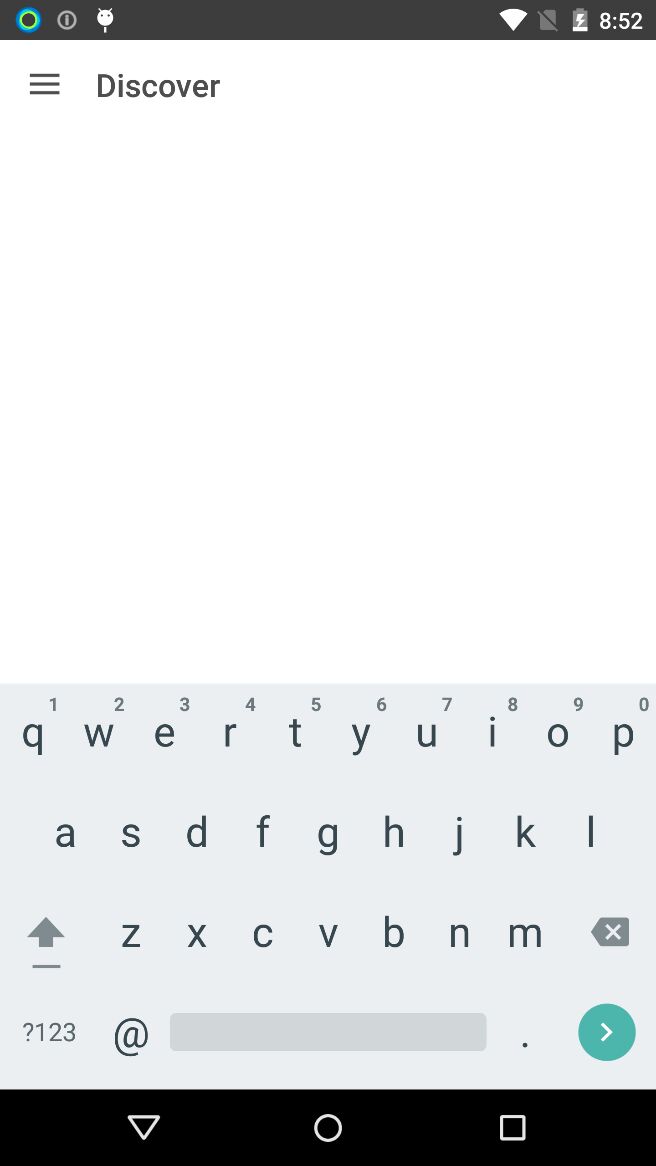 8:52
Discover
1 2 3 4 5 6 7 8 9 0
q w e r t y u i o p
a s d f g h j k l
z x c v b n m
?123 @ .